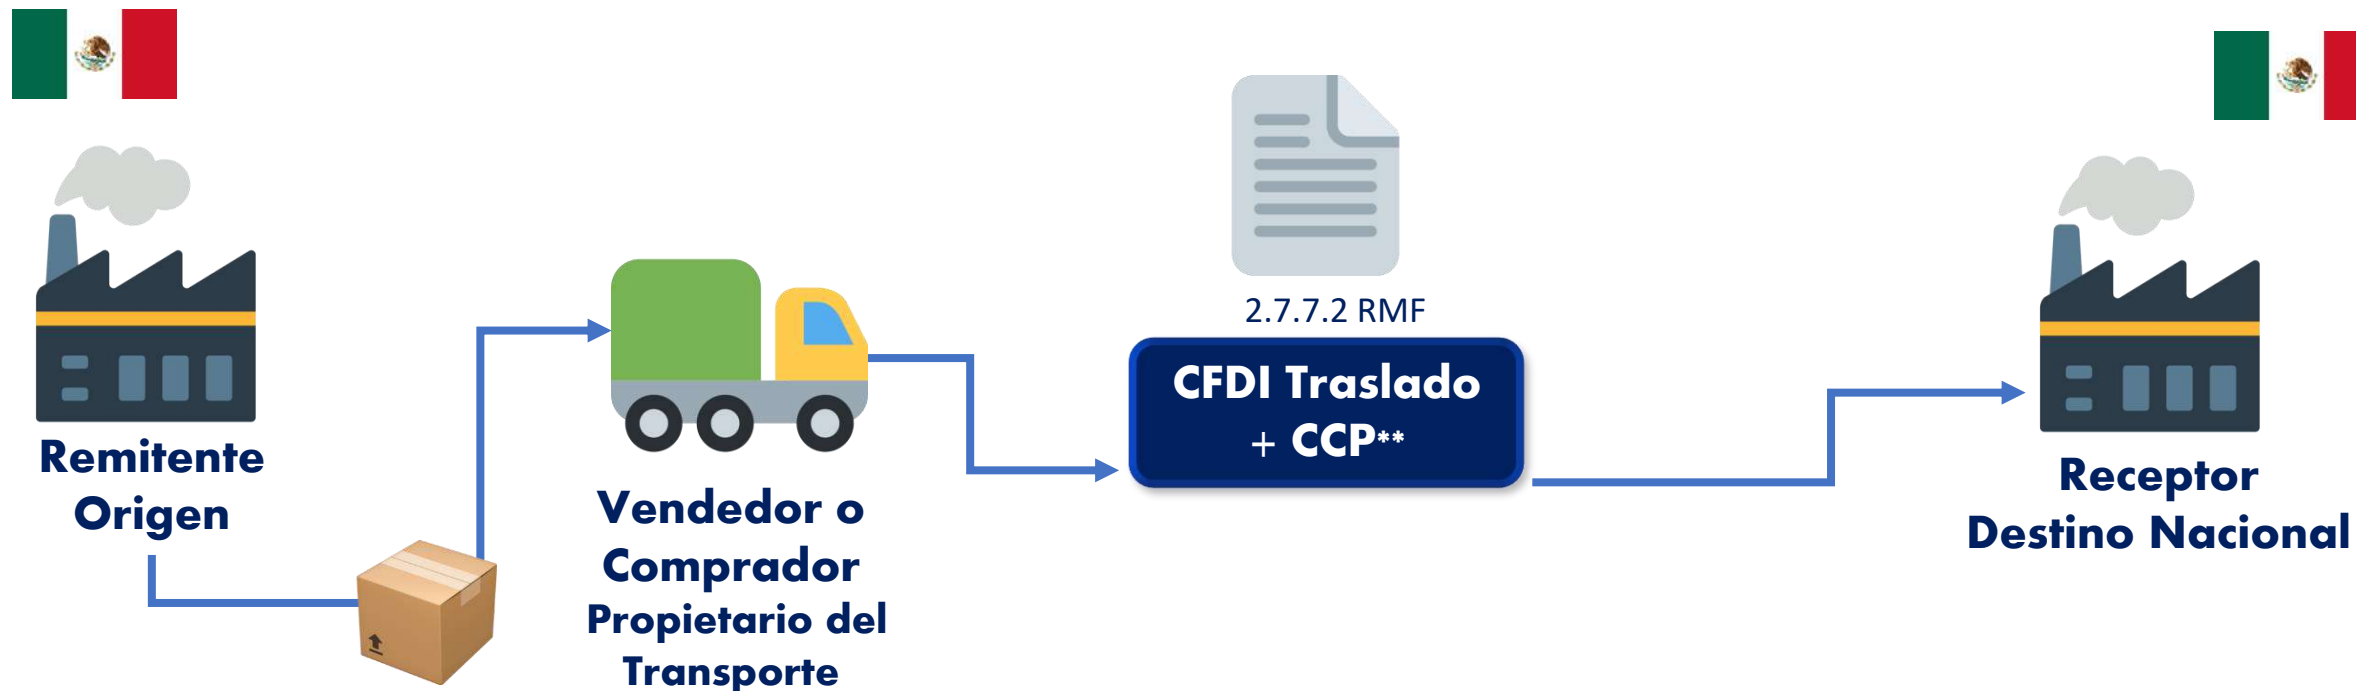 Remitente
Origen
Vendedor o
Comprador
Propietario del
Transporte
2.7.7.2 RMF
CFDI Traslado
+ CCP**
Receptor
Destino Nacional